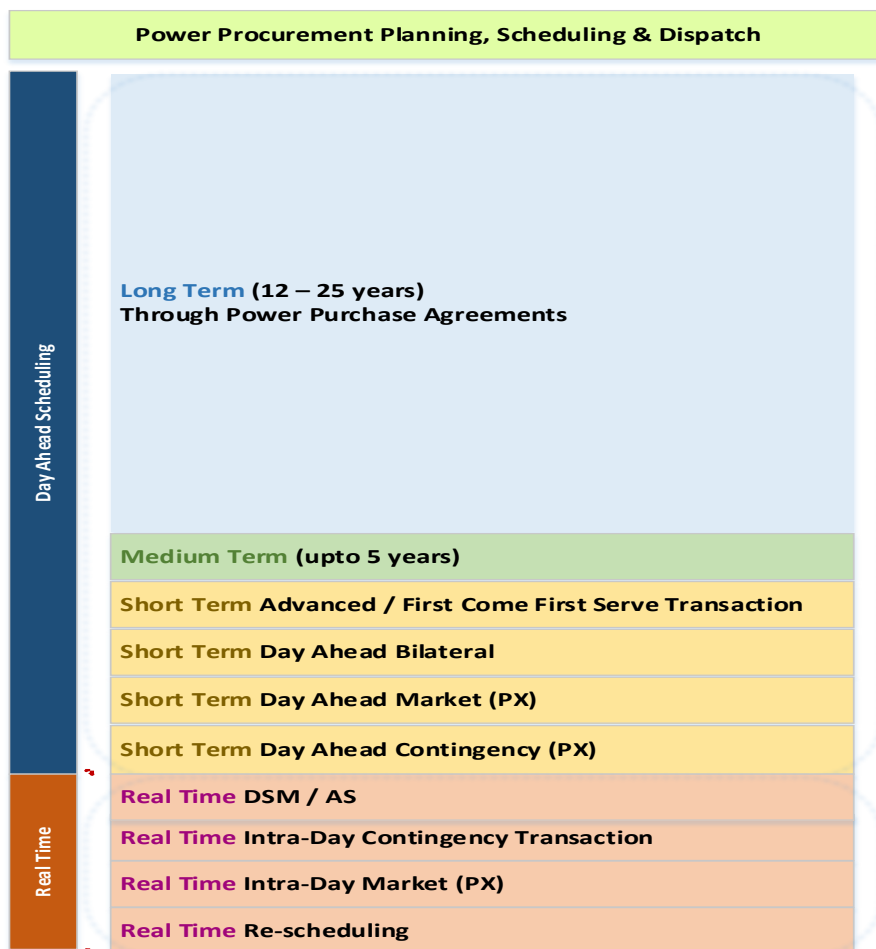 Power Procurement Planning, Scheduling & Dispatch
Day Ahead Scheduling
Long Term (12 – 25 years)
Through Power Purchase Agreements
Medium Term (upto 5 years)
Short Term Advanced / First Come First Serve Transaction
Short Term Day Ahead Bilateral
Short Term Day Ahead Market (PX)
Short Term Day Ahead Contingency (PX)
Real Time
Real Time DSM / AS
Real Time Intra-Day Contingency Transaction
Real Time Intra-Day Market (PX)
Real Time Re-scheduling